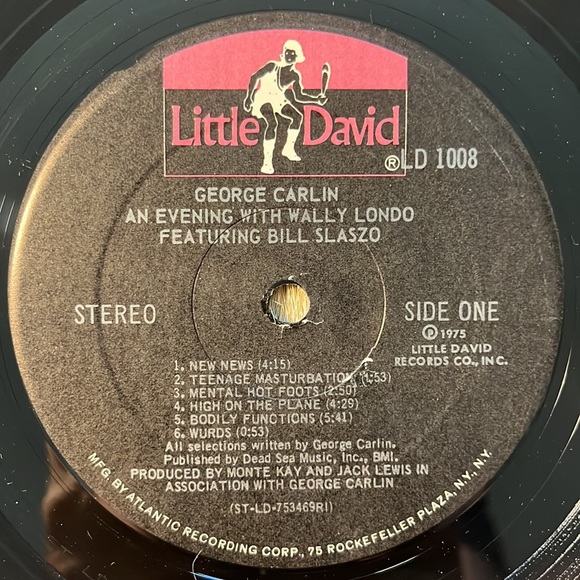 Little David
® LD 1008
GEORGE CARLIN
AN EVENING WITH WALLY LONDO
FEATURING BILL SLASZO
STEREO
SIDE ONE
℗ 1975
LITTLE DAVID
RECORDS CO., INC.
1. NEW NEWS (4:15)
2. TEENAGE MASTURBATION (1:53)
3. MENTAL HOT FOOTS (2:50)
4. HIGH ON THE PLANE (4:29)
5. BODILY FUNCTIONS (5:41)
6. WURDS (0:53)
All selections written by George Carlin.
Published by Dead Sea Music, Inc., BMI.
PRODUCED BY MONTE KAY AND JACK LEWIS IN
ASSOCIATION WITH GEORGE CARLIN
(ST-LD-753469RI)
MFG. BY ATLANTIC RECORDING CORP., 75 ROCKEFELLER PLAZA, N.Y. N.Y.